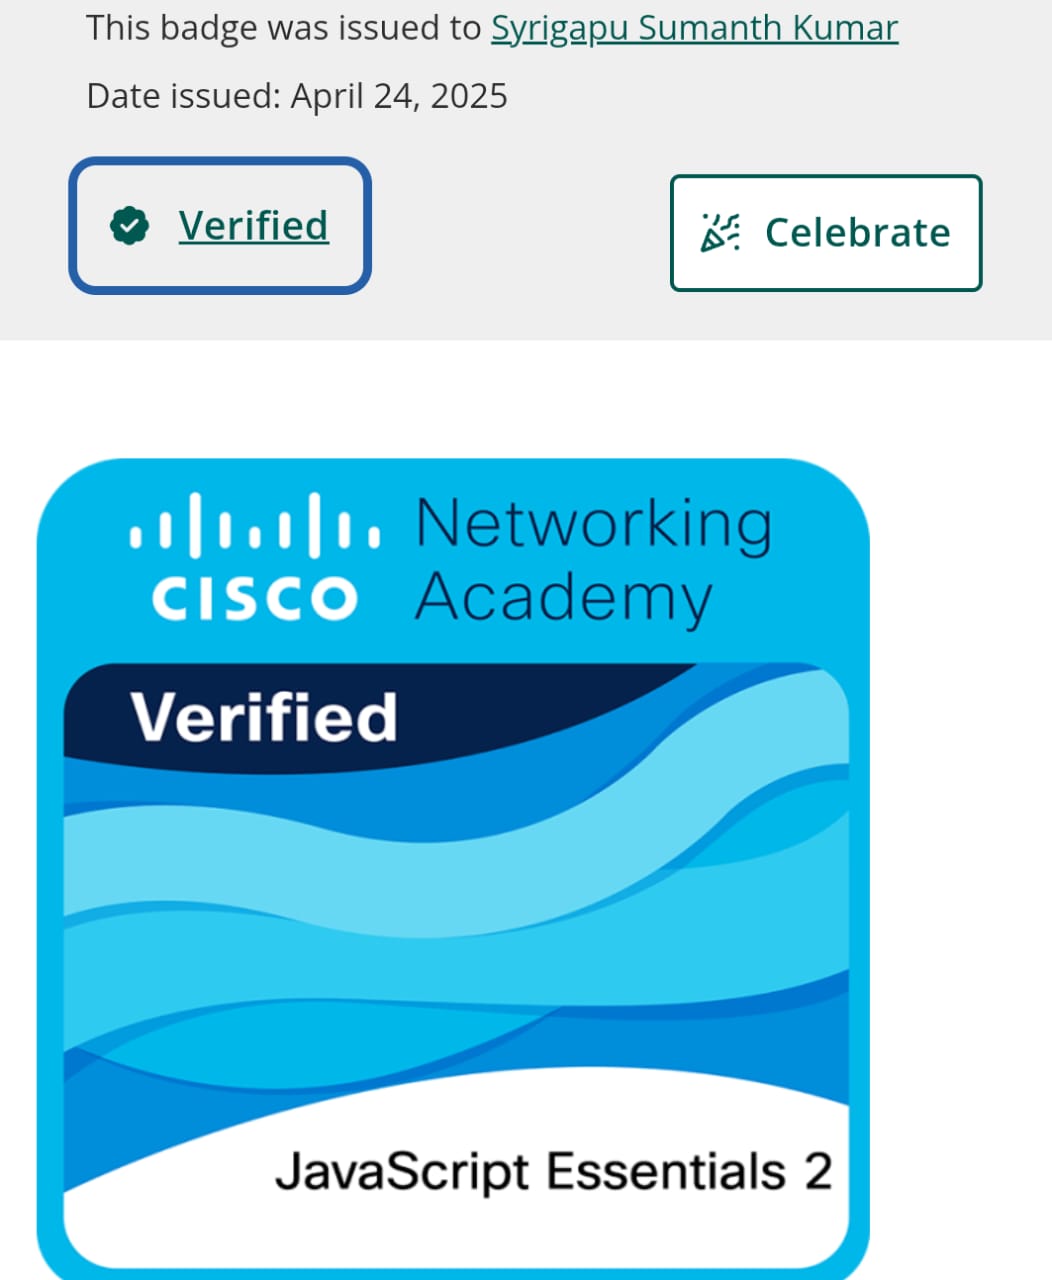 This badge was issued to Syrigapu Sumanth Kumar
Date issued: April 24, 2025
Verified
Celebrate
CISCO
Networking
Academy
Verified
JavaScript Essentials 2